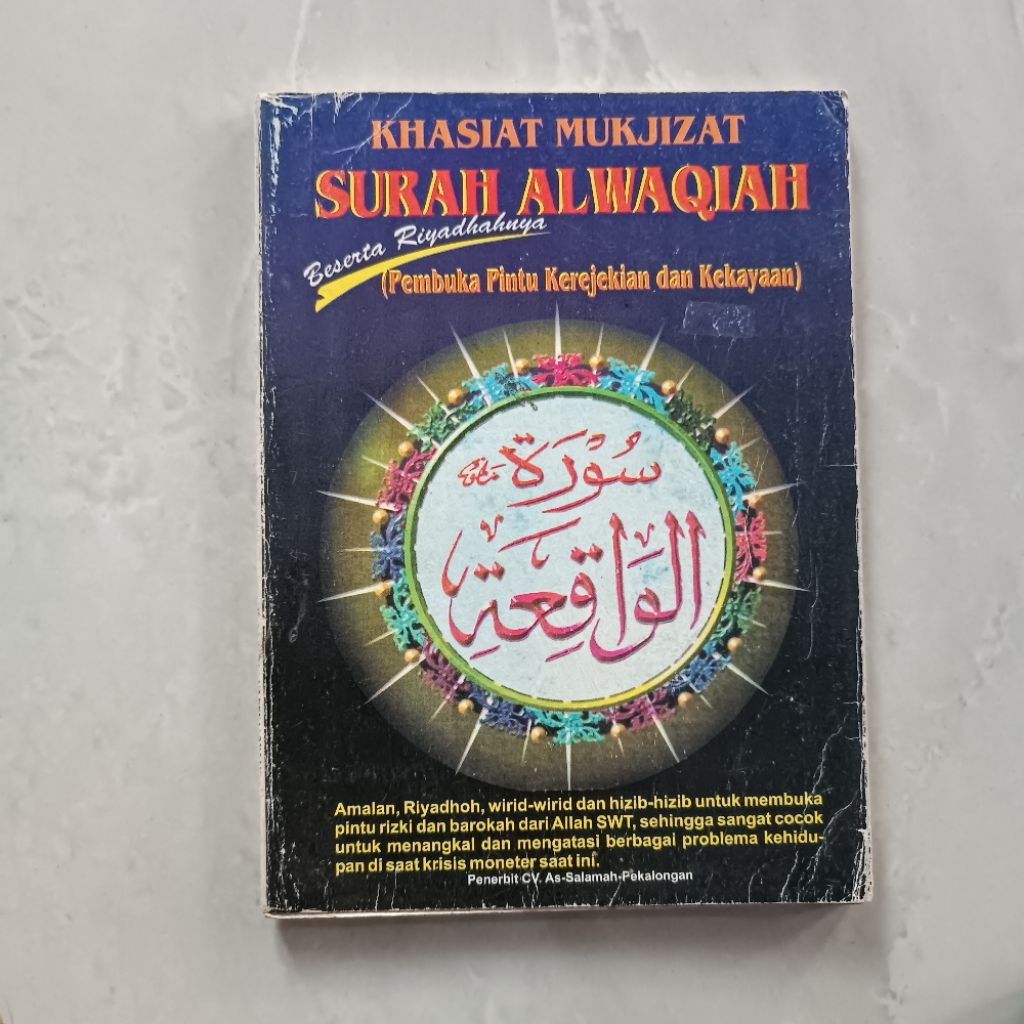 KHASIAT MUKJIZAT
SURAH ALWAQIAH
Beserta Riyadhahnya
(Pembuka Pintu Kerejekian dan Kekayaan)
سُوْرَة
الوَاقِعَةِ
Amalan, Riyadhoh, wirid-wirid dan hizib-hizib untuk membuka
pintu rizki dan barokah dari Allah SWT, sehingga sangat cocok
untuk menangkal dan mengatasi berbagai problema kehidu-
pan di saat krisis moneter saat ini.
Penerbit CV. As-Salamah-Pekalongan